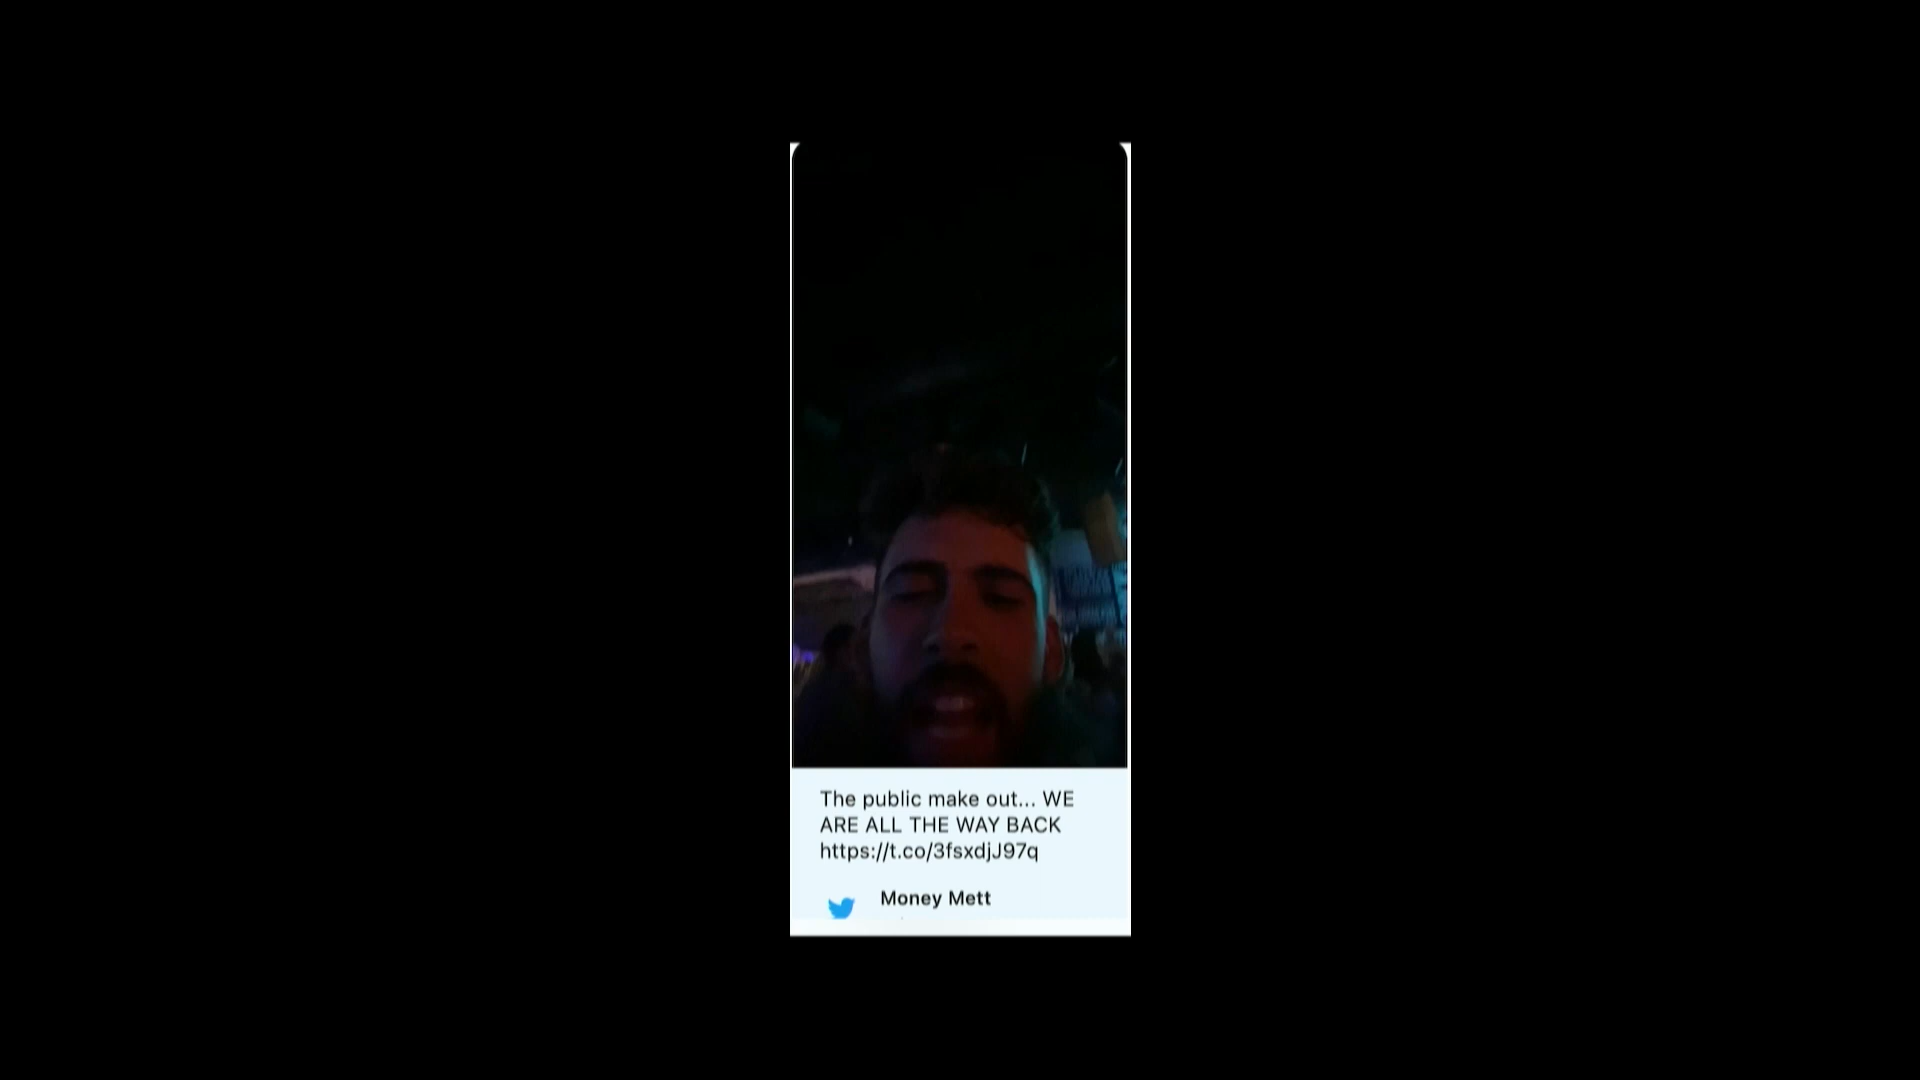 The public make out... WE
ARE ALL THE WAY BACK
https://t.co/3fsxdjJ97q
Money Mett